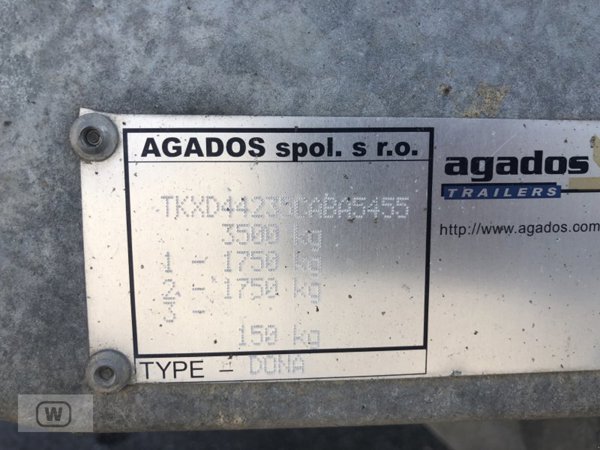 AGADOS spol. s r.o.
3500 kg
1 - 1750 kg
2 - 1750 kg
3 -
150 kg
TYPE - DONA
agados
TRAILERS
http://www.agados.com
W